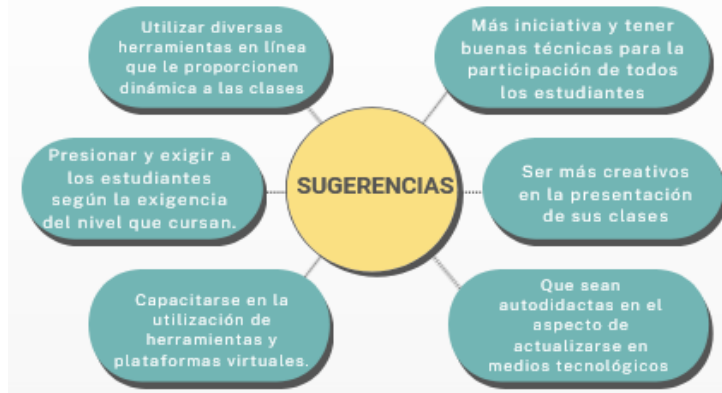 Utilizar diversas
herramientas en línea
que le proporcionen
dinámica a las clases
Más iniciativa y tener
buenas técnicas para la
participación de todos
los estudiantes
Presionar y exigir a
los estudiantes
según la exigencia
del nivel que cursan.
SUGERENCIAS
Ser más creativos
en la presentación
de sus clases
Capacitarse en la
utilización de
herramientas y
plataformas virtuales.
Que sean
autodidactas en el
aspecto de
actualizarse en
medios tecnológicos